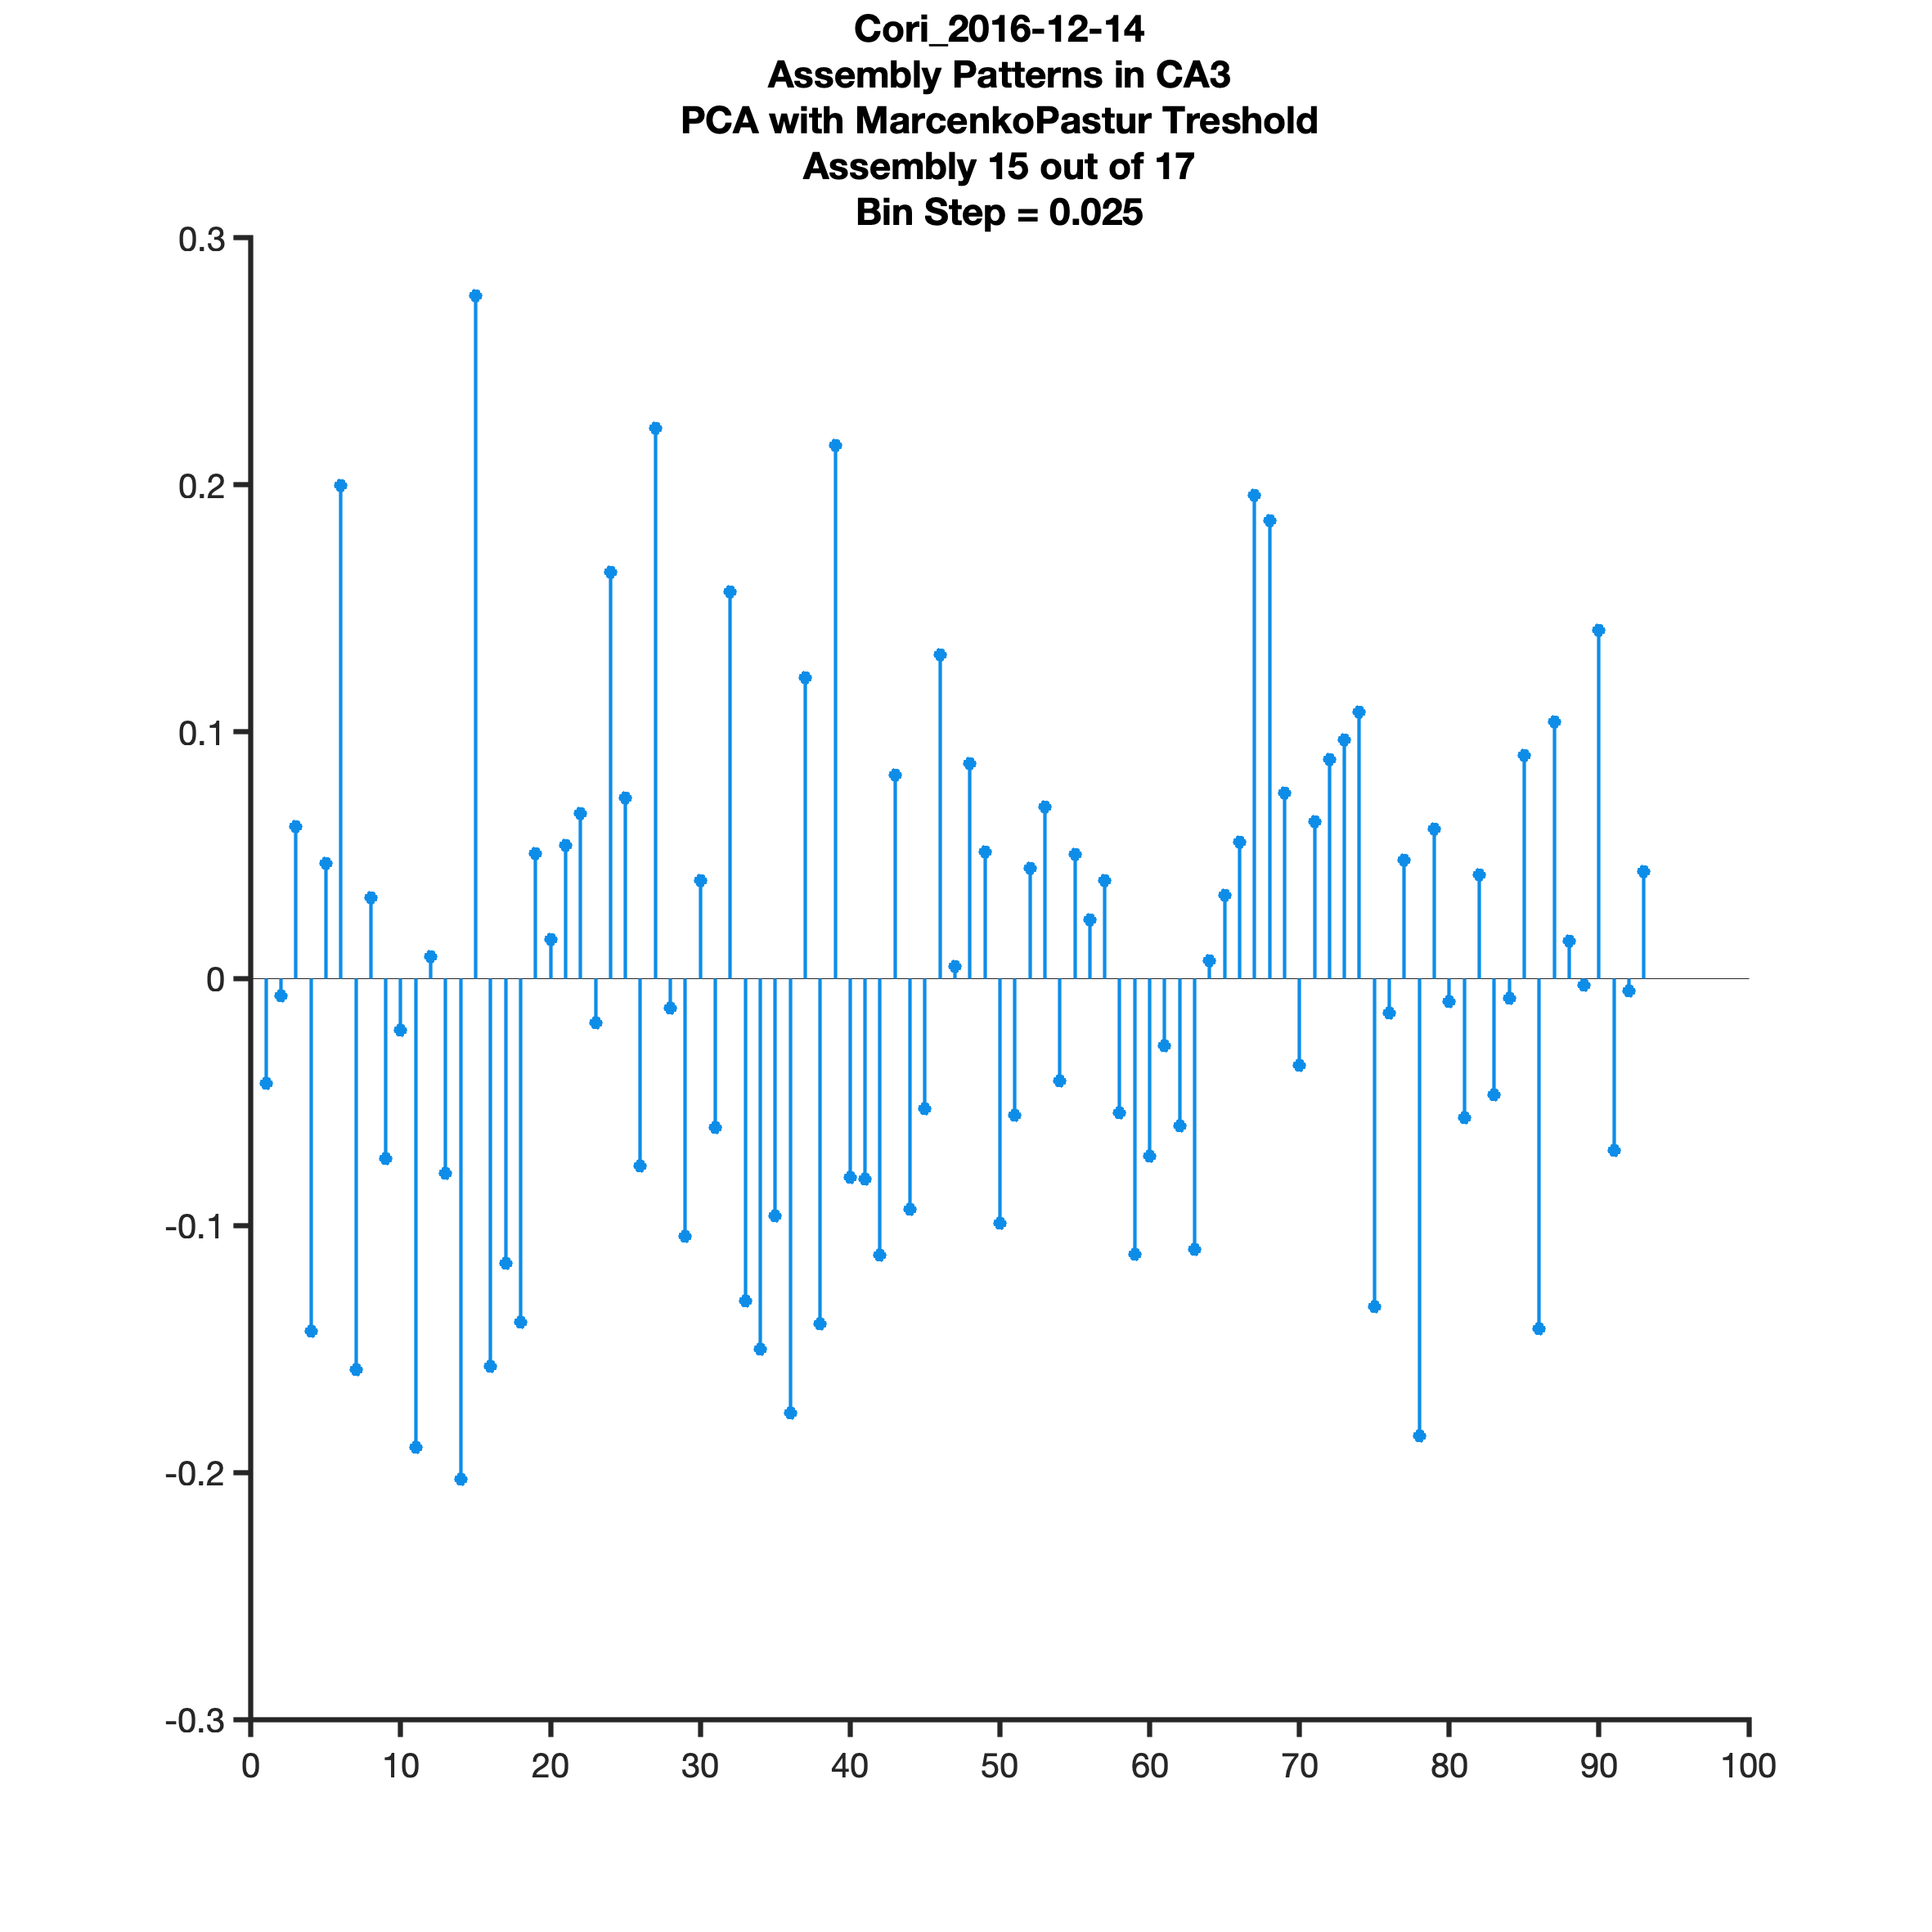 Cori_2016-12-14
Assembly Patterns in CA3
PCA with MarcenkoPastur Treshold
Assembly 15 out of 17
Bin Step = 0.025
0.3
0.2
0.1
0
-0.1
-0.2
-0.3
0 10 20 30 40 50 60 70 80 90 100